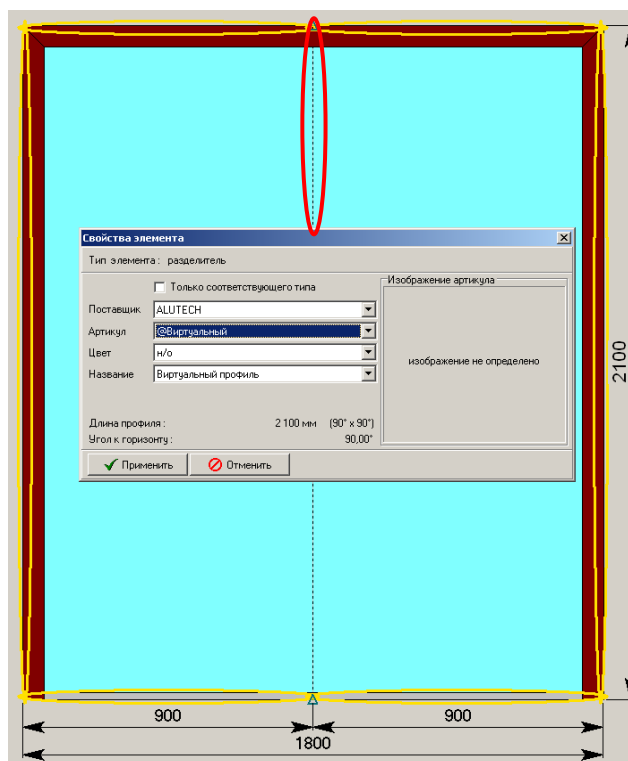 Свойства элемента
Тип элемента: разделитель
Только соответствующего типа
Изображение артикула
Поставщик ALUTECH
Артикул @Виртуальный
Цвет н/о
Название Виртуальный профиль
изображение не определено
Длина профиля: 2 100 мм (90° x 90°)
Угол к горизонту: 90,00°
Применить Отменить
2100
900 900
1800